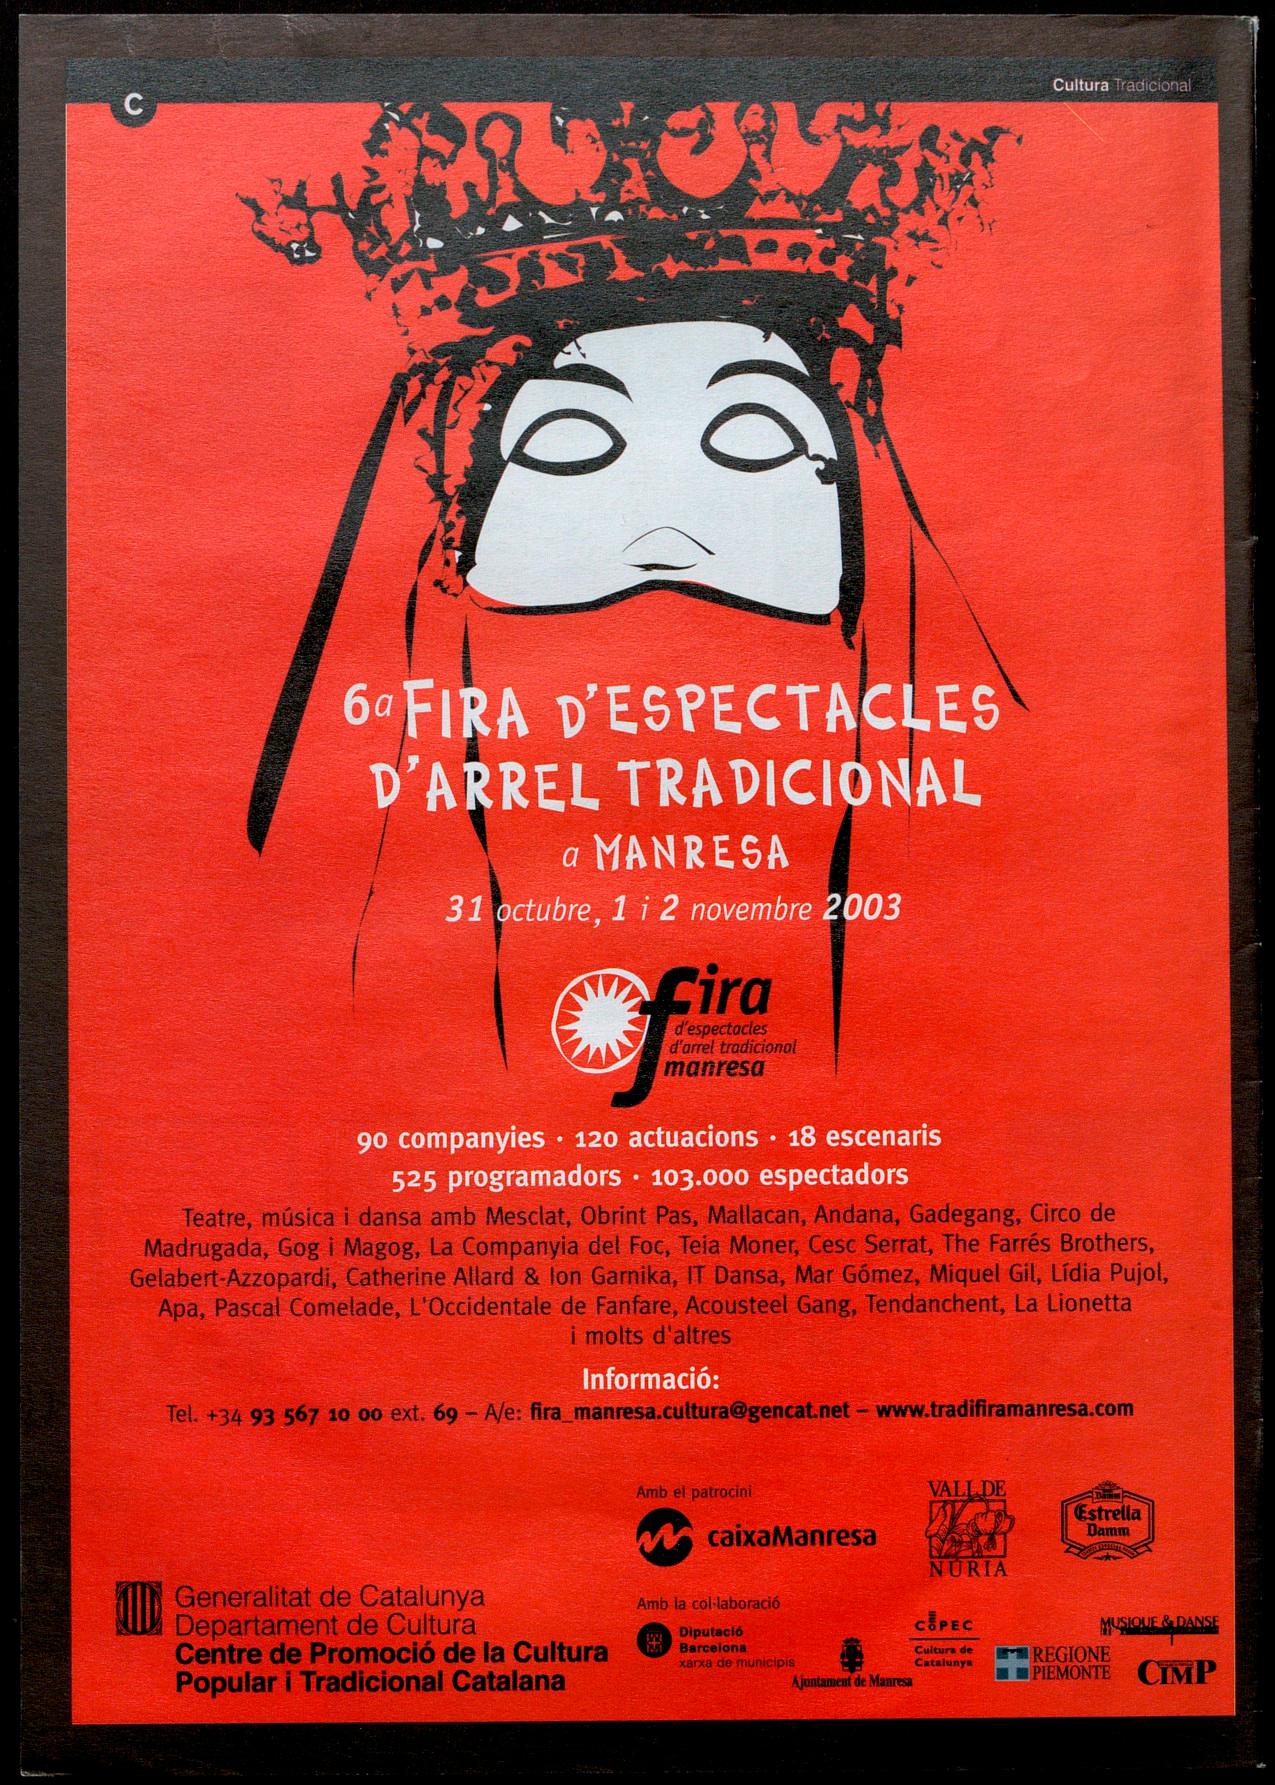 Cultura Tradicional
C
6a FIRA D'ESPECTACLES
D'ARREL TRADICIONAL
a MANRESA
31 octubre, 1 i 2 novembre 2003
fira
d'espectacles
d'arrel tradicional
manresa
90 companyies · 120 actuacions · 18 escenaris
525 programadors · 103.000 espectadors
Teatre, música i dansa amb Mesclat, Obrint Pas, Mallacan, Andana, Gadegang, Circo de
Madrugada, Gog i Magog, La Companyia del Foc, Teia Moner, Cesc Serrat, The Farrés Brothers,
Gelabert-Azzopardi, Catherine Allard & Ion Garnika, IT Dansa, Mar Gómez, Miquel Gil, Lídia Pujol,
Apa, Pascal Comelade, L'Occidentale de Fanfare, Acousteel Gang, Tendanchent, La Lionetta
i molts d'altres
Informació:
Tel. +34 93 567 10 00 ext. 69 – A/e: fira_manresa.cultura@gencat.net – www.tradifiramanresa.com
Amb el patrocini
caixaManresa
VALL DE
NÚRIA
Damm
Estrella
Damm
Generalitat de Catalunya
Departament de Cultura
Centre de Promoció de la Cultura
Popular i Tradicional Catalana
Amb la col·laboració
Diputació
Barcelona
xarxa de municipis
Ajuntament de Manresa
COPEC
Cultura de
Catalunya
REGIONE
PIEMONTE
MUSIQUE & DANSE
CIMP